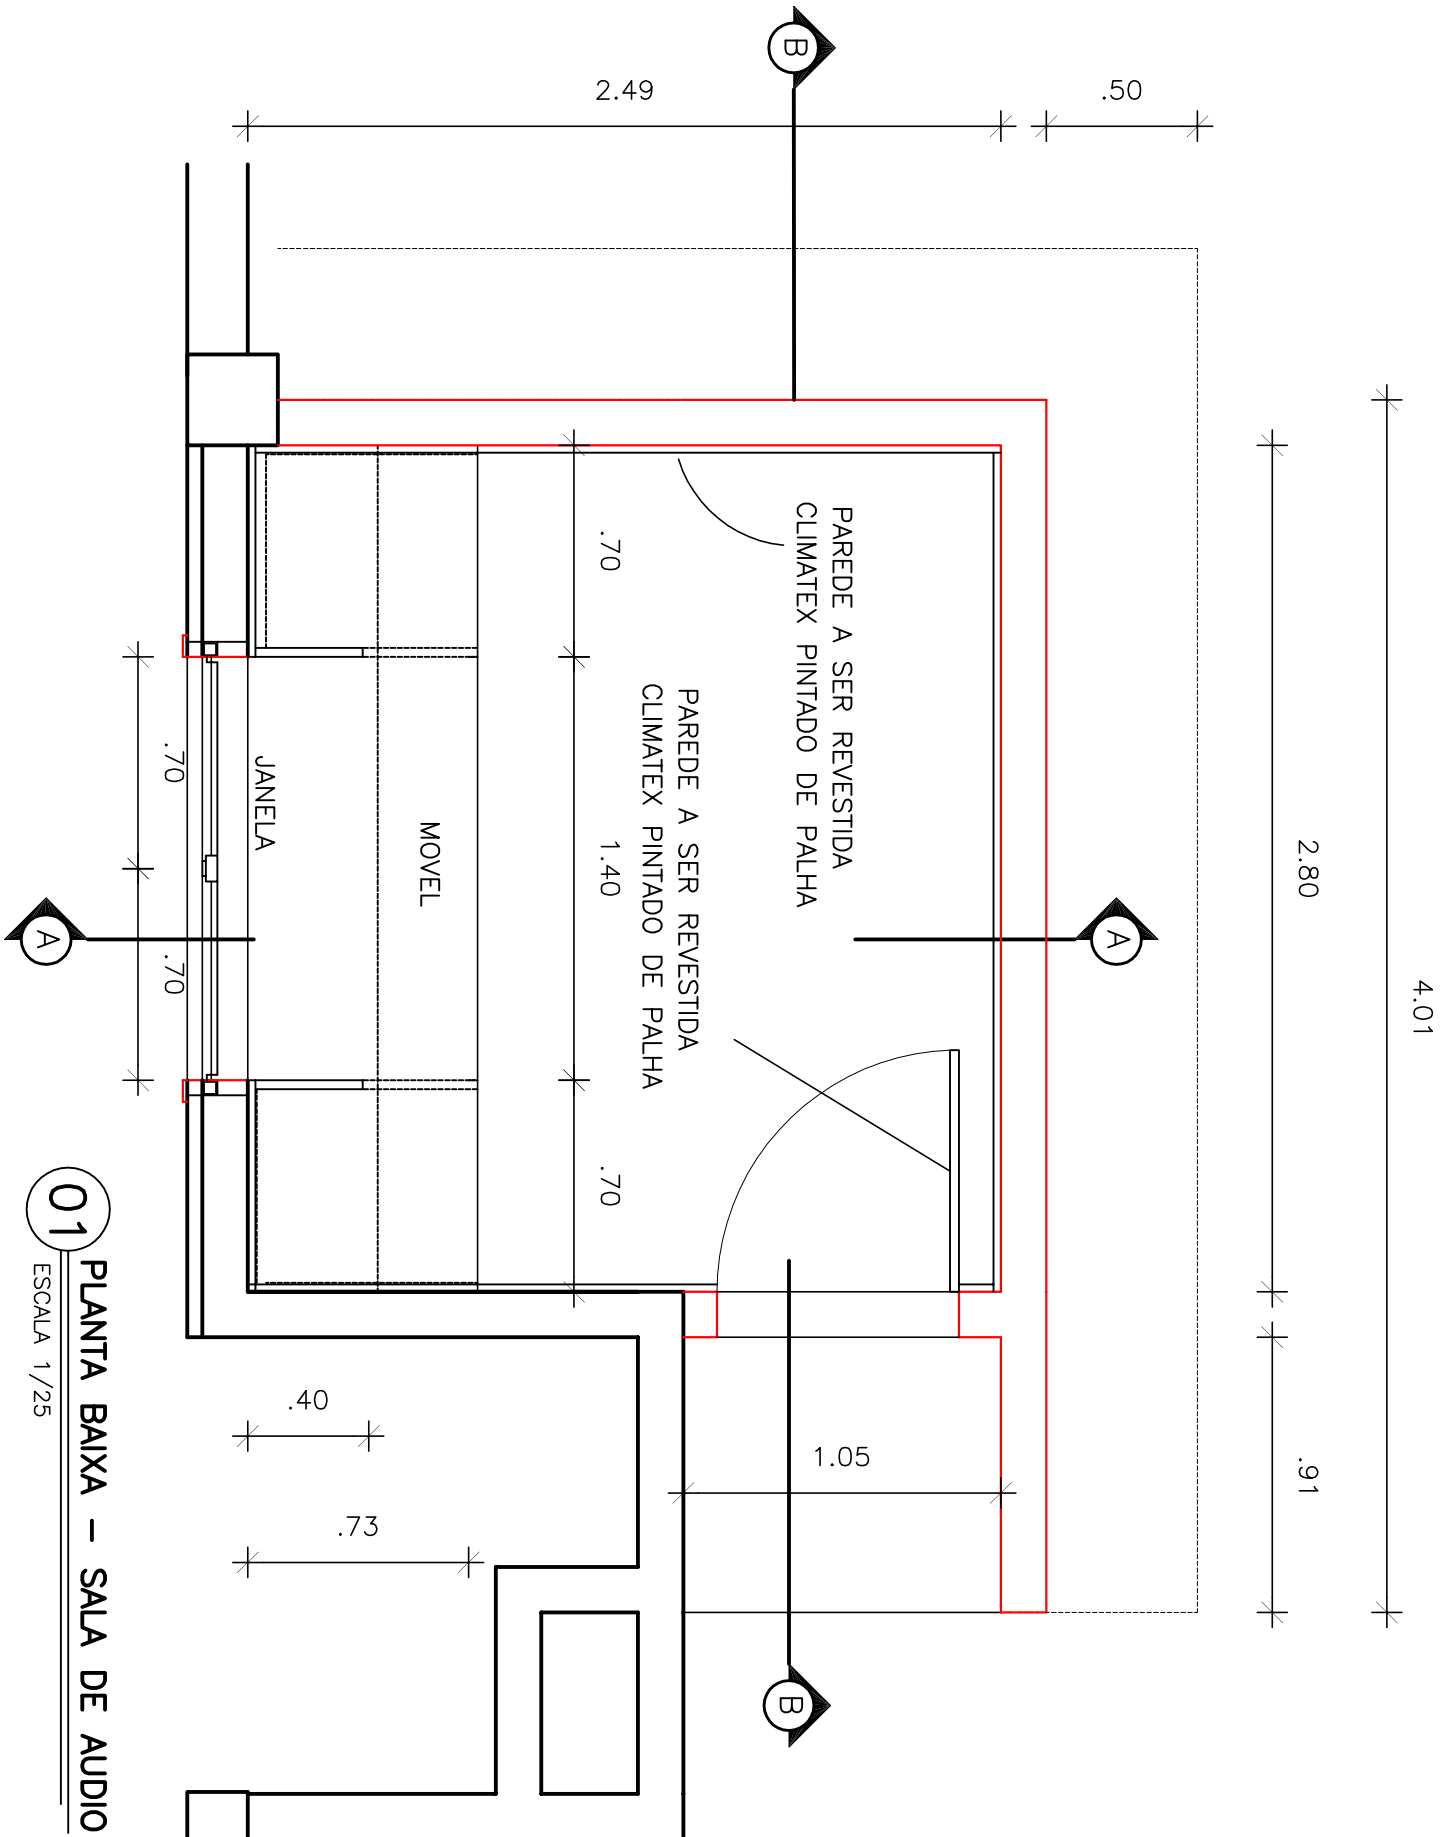 B
2.49
.50
4.01
2.80
.91
PAREDE A SER REVESTIDA
CLIMATEX PINTADO DE PALHA
PAREDE A SER REVESTIDA
CLIMATEX PINTADO DE PALHA
.70
1.40
.70
MOVEL
JANELA
.70
.70
A
A
1.05
.40
.73
B
01
PLANTA BAIXA - SALA DE AUDIO
ESCALA 1/25